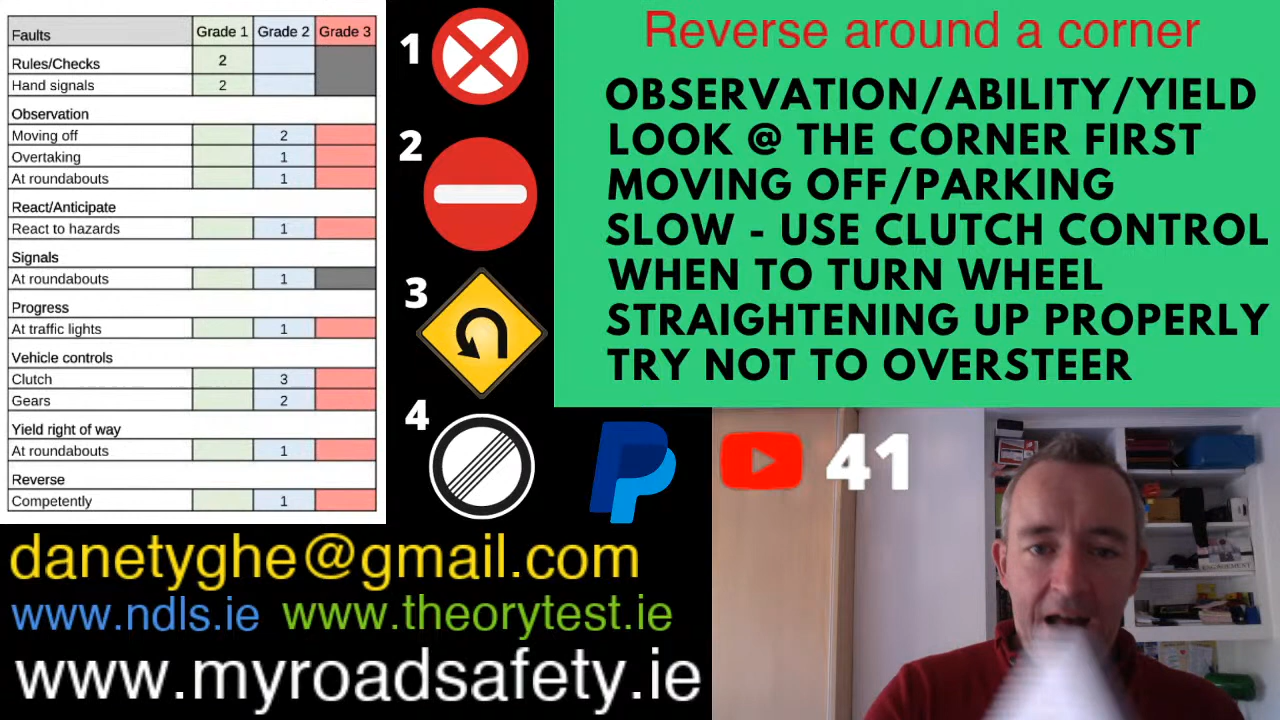 Faults Grade 1 Grade 2 Grade 3
Rules/Checks 2
Hand signals 2
Observation
Moving off 2
Overtaking 1
At roundabouts 1
React/Anticipate
React to hazards 1
Signals
At roundabouts 1
Progress
At traffic lights 1
Vehicle controls
Clutch 3
Gears 2
Yield right of way
At roundabouts 1
Reverse
Competently 1
1
2
3
4
Reverse around a corner
OBSERVATION/ABILITY/YIELD
LOOK @ THE CORNER FIRST
MOVING OFF/PARKING
SLOW - USE CLUTCH CONTROL
WHEN TO TURN WHEEL
STRAIGHTENING UP PROPERLY
TRY NOT TO OVERSTEER
41
danetyghe@gmail.com
www.ndls.ie www.theorytest.ie
www.myroadsafety.ie